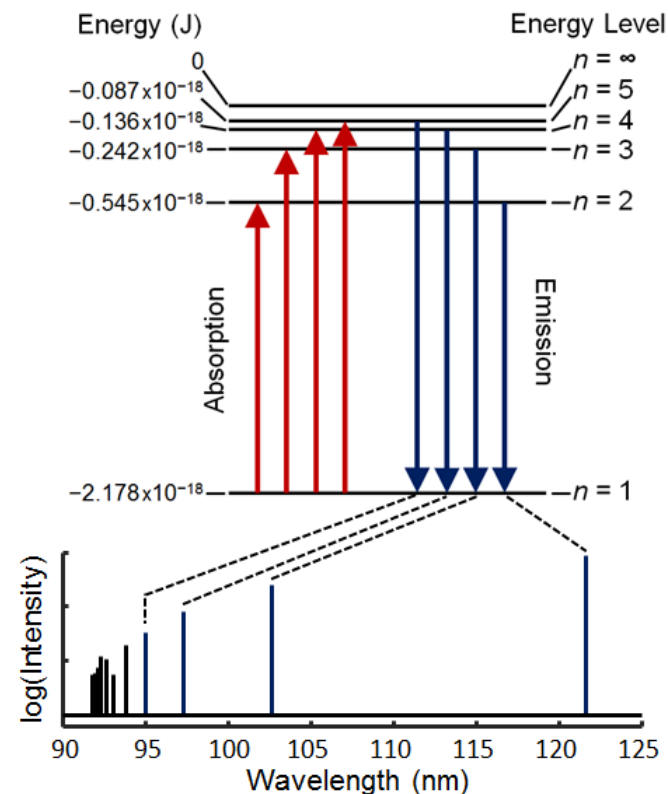 Energy (J)
Energy Level
0
n = ∞
−0.087x10⁻¹⁸
n = 5
−0.136x10⁻¹⁸
n = 4
−0.242x10⁻¹⁸
n = 3
−0.545x10⁻¹⁸
n = 2
Absorption
Emission
−2.178x10⁻¹⁸
n = 1
log(Intensity)
90 95 100 105 110 115 120 125
Wavelength (nm)